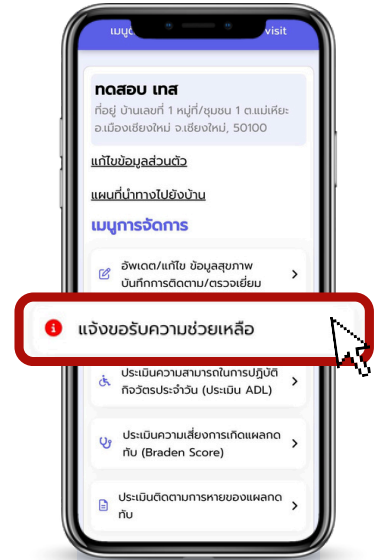 visit
ทดสอบ เทส
ที่อยู่ บ้านเลขที่ 1 หมู่ที่/ชุมชน 1 ต.แม่เหียะ
อ.เมืองเชียงใหม่ จ.เชียงใหม่, 50100
แก้ไขข้อมูลส่วนตัว
แผนที่นำทางไปยังบ้าน
เมนูการจัดการ
อัพเดต/แก้ไข ข้อมูลสุขภาพ
บันทึกการติดตาม/ตรวจเยี่ยม
แจ้งขอรับความช่วยเหลือ
ประเมินความสามารถในการปฏิบัติ
กิจวัตรประจำวัน (ประเมิน ADL)
ประเมินความเสี่ยงการเกิดแผลกด
ทับ (Braden Score)
ประเมินติดตามการหายของแผลกด
ทับ